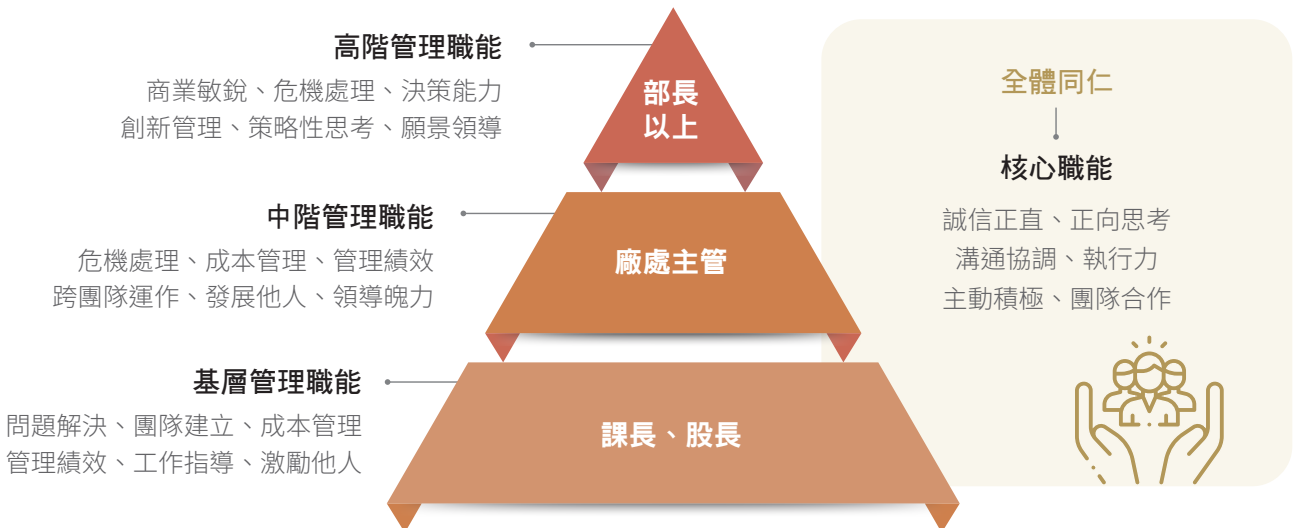 高階管理職能
商業敏銳、危機處理、決策能力
創新管理、策略性思考、願景領導
部長
以上
中階管理職能
危機處理、成本管理、管理績效
跨團隊運作、發展他人、領導魄力
廠處主管
基層管理職能
問題解決、團隊建立、成本管理
管理績效、工作指導、激勵他人
課長、股長
全體同仁
核心職能
誠信正直、正向思考
溝通協調、執行力
主動積極、團隊合作